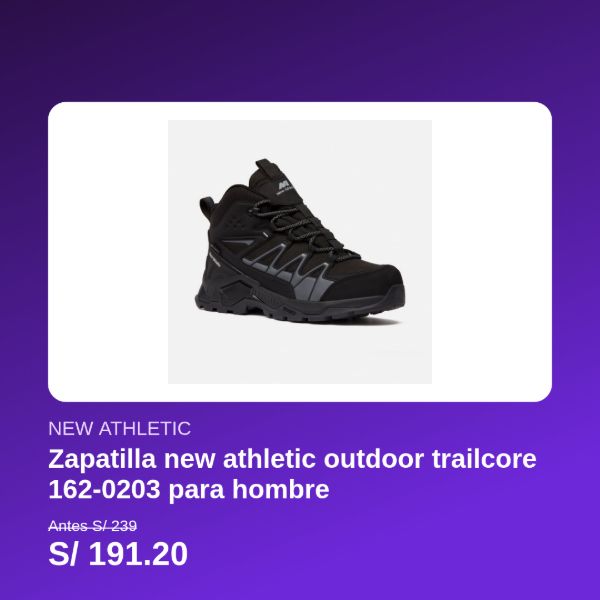 NEW ATHLETIC
Zapatilla new athletic outdoor trailcore
162-0203 para hombre
Antes S/ 239
S/ 191.20